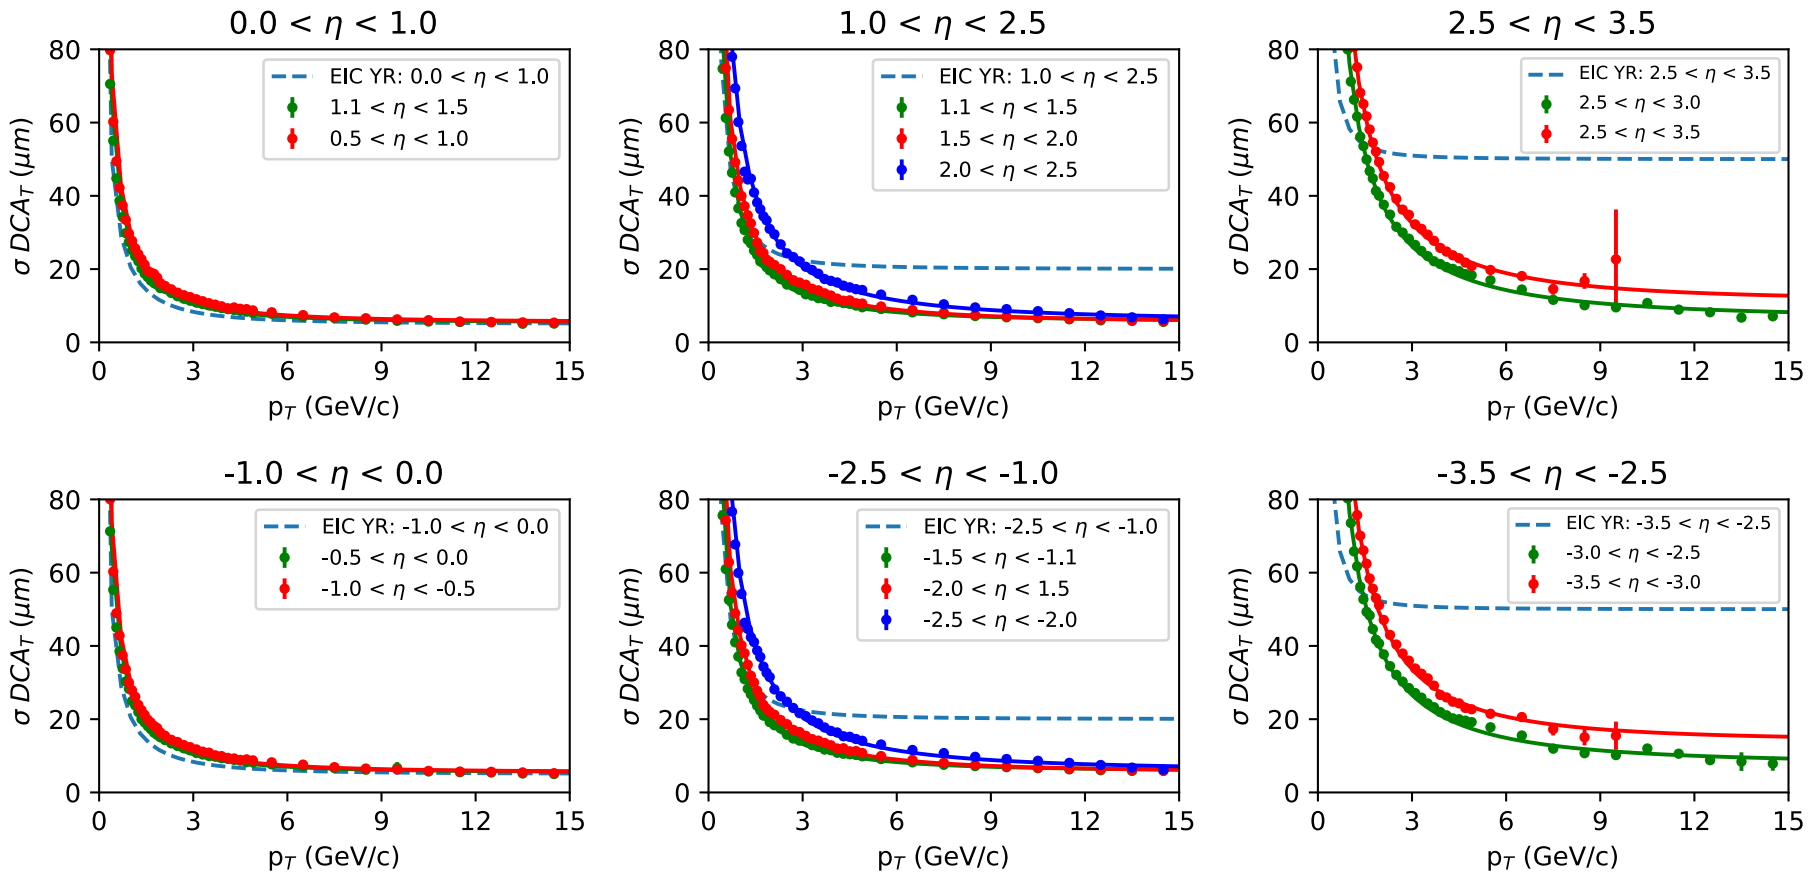 0.0 < η < 1.0
80
60
40
20
0
σ DCA_T (μm)
EIC YR: 0.0 < η < 1.0
1.1 < η < 1.5
0.5 < η < 1.0
0 3 6 9 12 15
p_T (GeV/c)
1.0 < η < 2.5
80
60
40
20
0
σ DCA_T (μm)
EIC YR: 1.0 < η < 2.5
1.1 < η < 1.5
1.5 < η < 2.0
2.0 < η < 2.5
0 3 6 9 12 15
p_T (GeV/c)
2.5 < η < 3.5
80
60
40
20
0
σ DCA_T (μm)
EIC YR: 2.5 < η < 3.5
2.5 < η < 3.0
2.5 < η < 3.5
0 3 6 9 12 15
p_T (GeV/c)
-1.0 < η < 0.0
80
60
40
20
0
σ DCA_T (μm)
EIC YR: -1.0 < η < 0.0
-0.5 < η < 0.0
-1.0 < η < -0.5
0 3 6 9 12 15
p_T (GeV/c)
-2.5 < η < -1.0
80
60
40
20
0
σ DCA_T (μm)
EIC YR: -2.5 < η < -1.0
-1.5 < η < -1.1
-2.0 < η < 1.5
-2.5 < η < -2.0
0 3 6 9 12 15
p_T (GeV/c)
-3.5 < η < -2.5
80
60
40
20
0
σ DCA_T (μm)
EIC YR: -3.5 < η < -2.5
-3.0 < η < -2.5
-3.5 < η < -3.0
0 3 6 9 12 15
p_T (GeV/c)